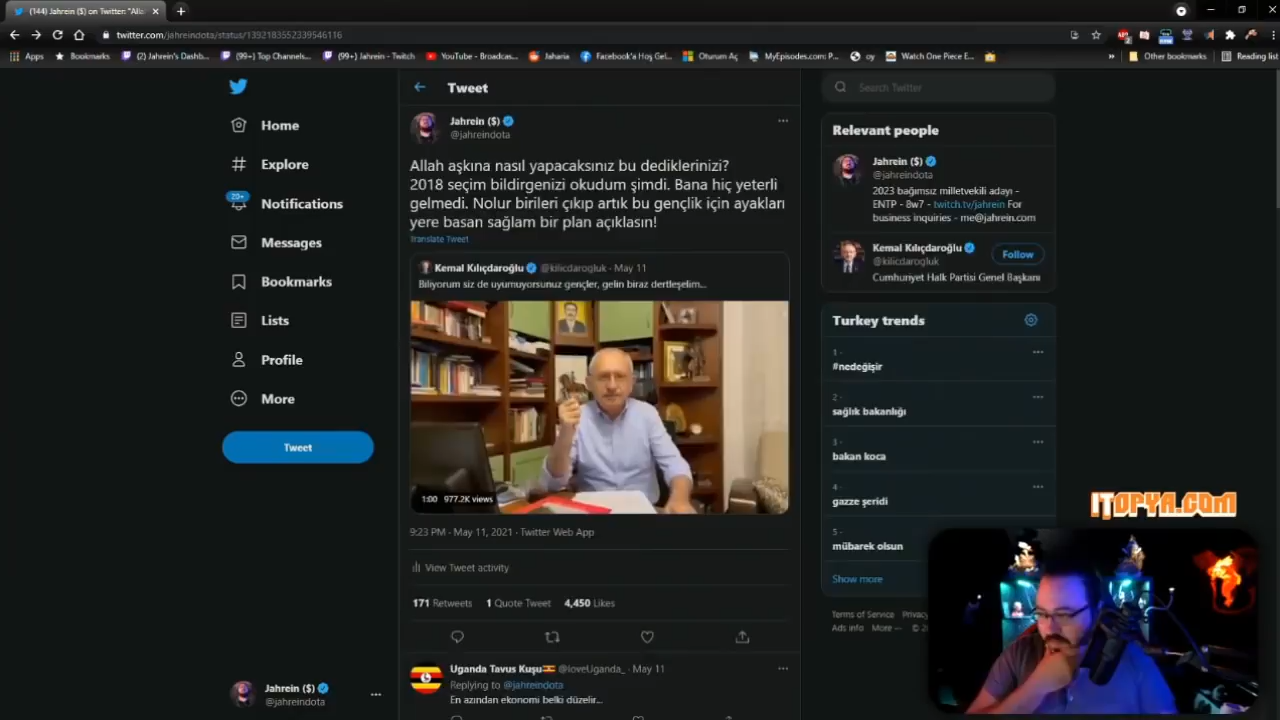 (144) Jahrein ($) on Twitter: "Alla
twitter.com/jahreindota/status/1392183552339546116
Apps
Bookmarks
(2) Jahrein's Dashb...
(99+) Top Channels...
(99+) Jahrein - Twitch
YouTube - Broadcas...
Jaharia
Facebook'a Hoş Gel...
Oturum Aç
MyEpisodes.com: P...
oy
Watch One Piece E...
Other bookmarks
Reading list
Home
Explore
20+
Notifications
Messages
Bookmarks
Lists
Profile
More
Tweet
Jahrein ($)
@jahreindota
Tweet
Jahrein ($)
@jahreindota
Allah aşkına nasıl yapacaksınız bu dediklerinizi?
2018 seçim bildirgenizi okudum şimdi. Bana hiç yeterli
gelmedi. Nolur birileri çıkıp artık bu gençlik için ayakları
yere basan sağlam bir plan açıklasın!
Translate Tweet
Kemal Kılıçdaroğlu @kilicdarogluk · May 11
Biliyorum siz de uyumuyorsunuz gençler, gelin biraz dertleşelim...
1:00 977.2K views
9:23 PM · May 11, 2021 · Twitter Web App
View Tweet activity
171 Retweets 1 Quote Tweet 4,450 Likes
Uganda Tavus Kuşu @loveUganda_ · May 11
Replying to @jahreindota
En azından ekonomi belki düzelir...
Search Twitter
Relevant people
Jahrein ($)
@jahreindota
2023 bağımsız milletvekili adayı -
ENTP - 8w7 - twitch.tv/jahrein For
business inquiries - me@jahrein.com
Kemal Kılıçdaroğlu
@kilicdarogluk
Follow
Cumhuriyet Halk Partisi Genel Başkanı
Turkey trends
1 ·
#nedeğişir
2 ·
sağlık bakanlığı
3 ·
bakan koca
4 ·
gazze şeridi
5 ·
mübarek olsun
Show more
Terms of Service Privacy
Ads info More ··· © 20
ITOPYA.COM